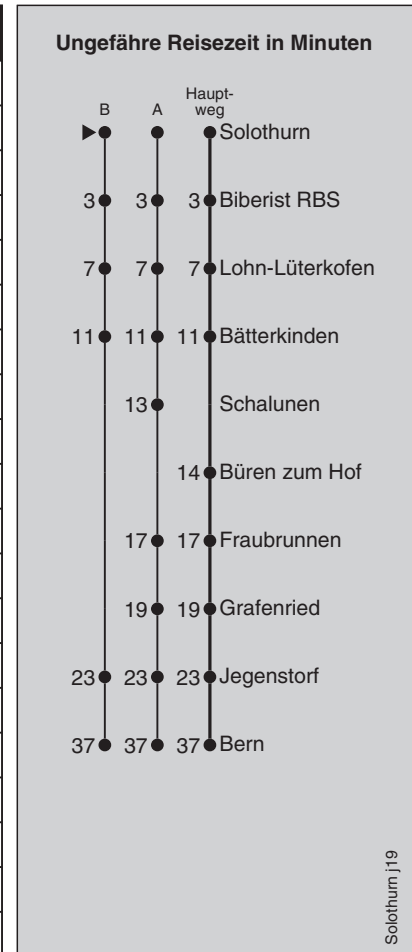 Ungefähre Reisezeit in Minuten
B A Haupt-
weg
Solothurn
3 3 3 Biberist RBS
7 7 7 Lohn-Lüterkofen
11 11 11 Bätterkinden
13 Schalunen
14 Büren zum Hof
17 17 Fraubrunnen
19 19 Grafenried
23 23 23 Jegenstorf
37 37 37 Bern
Solothurn j19